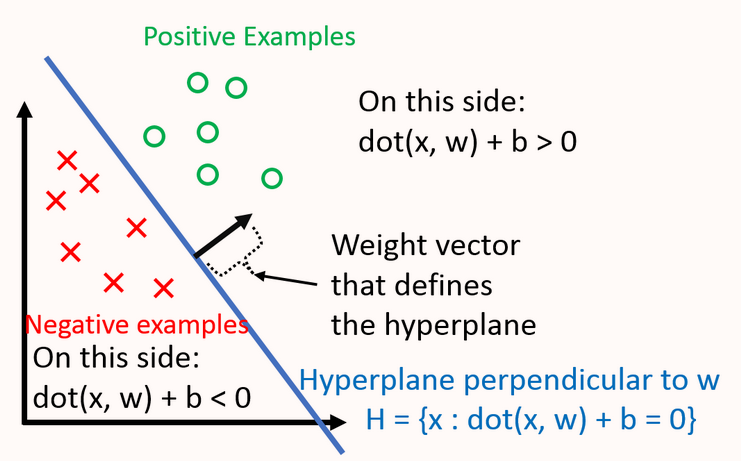 Positive Examples
On this side:
dot(x, w) + b > 0
Weight vector
that defines
the hyperplane
Negative examples
On this side:
dot(x, w) + b < 0
Hyperplane perpendicular to w
H = {x : dot(x, w) + b = 0}